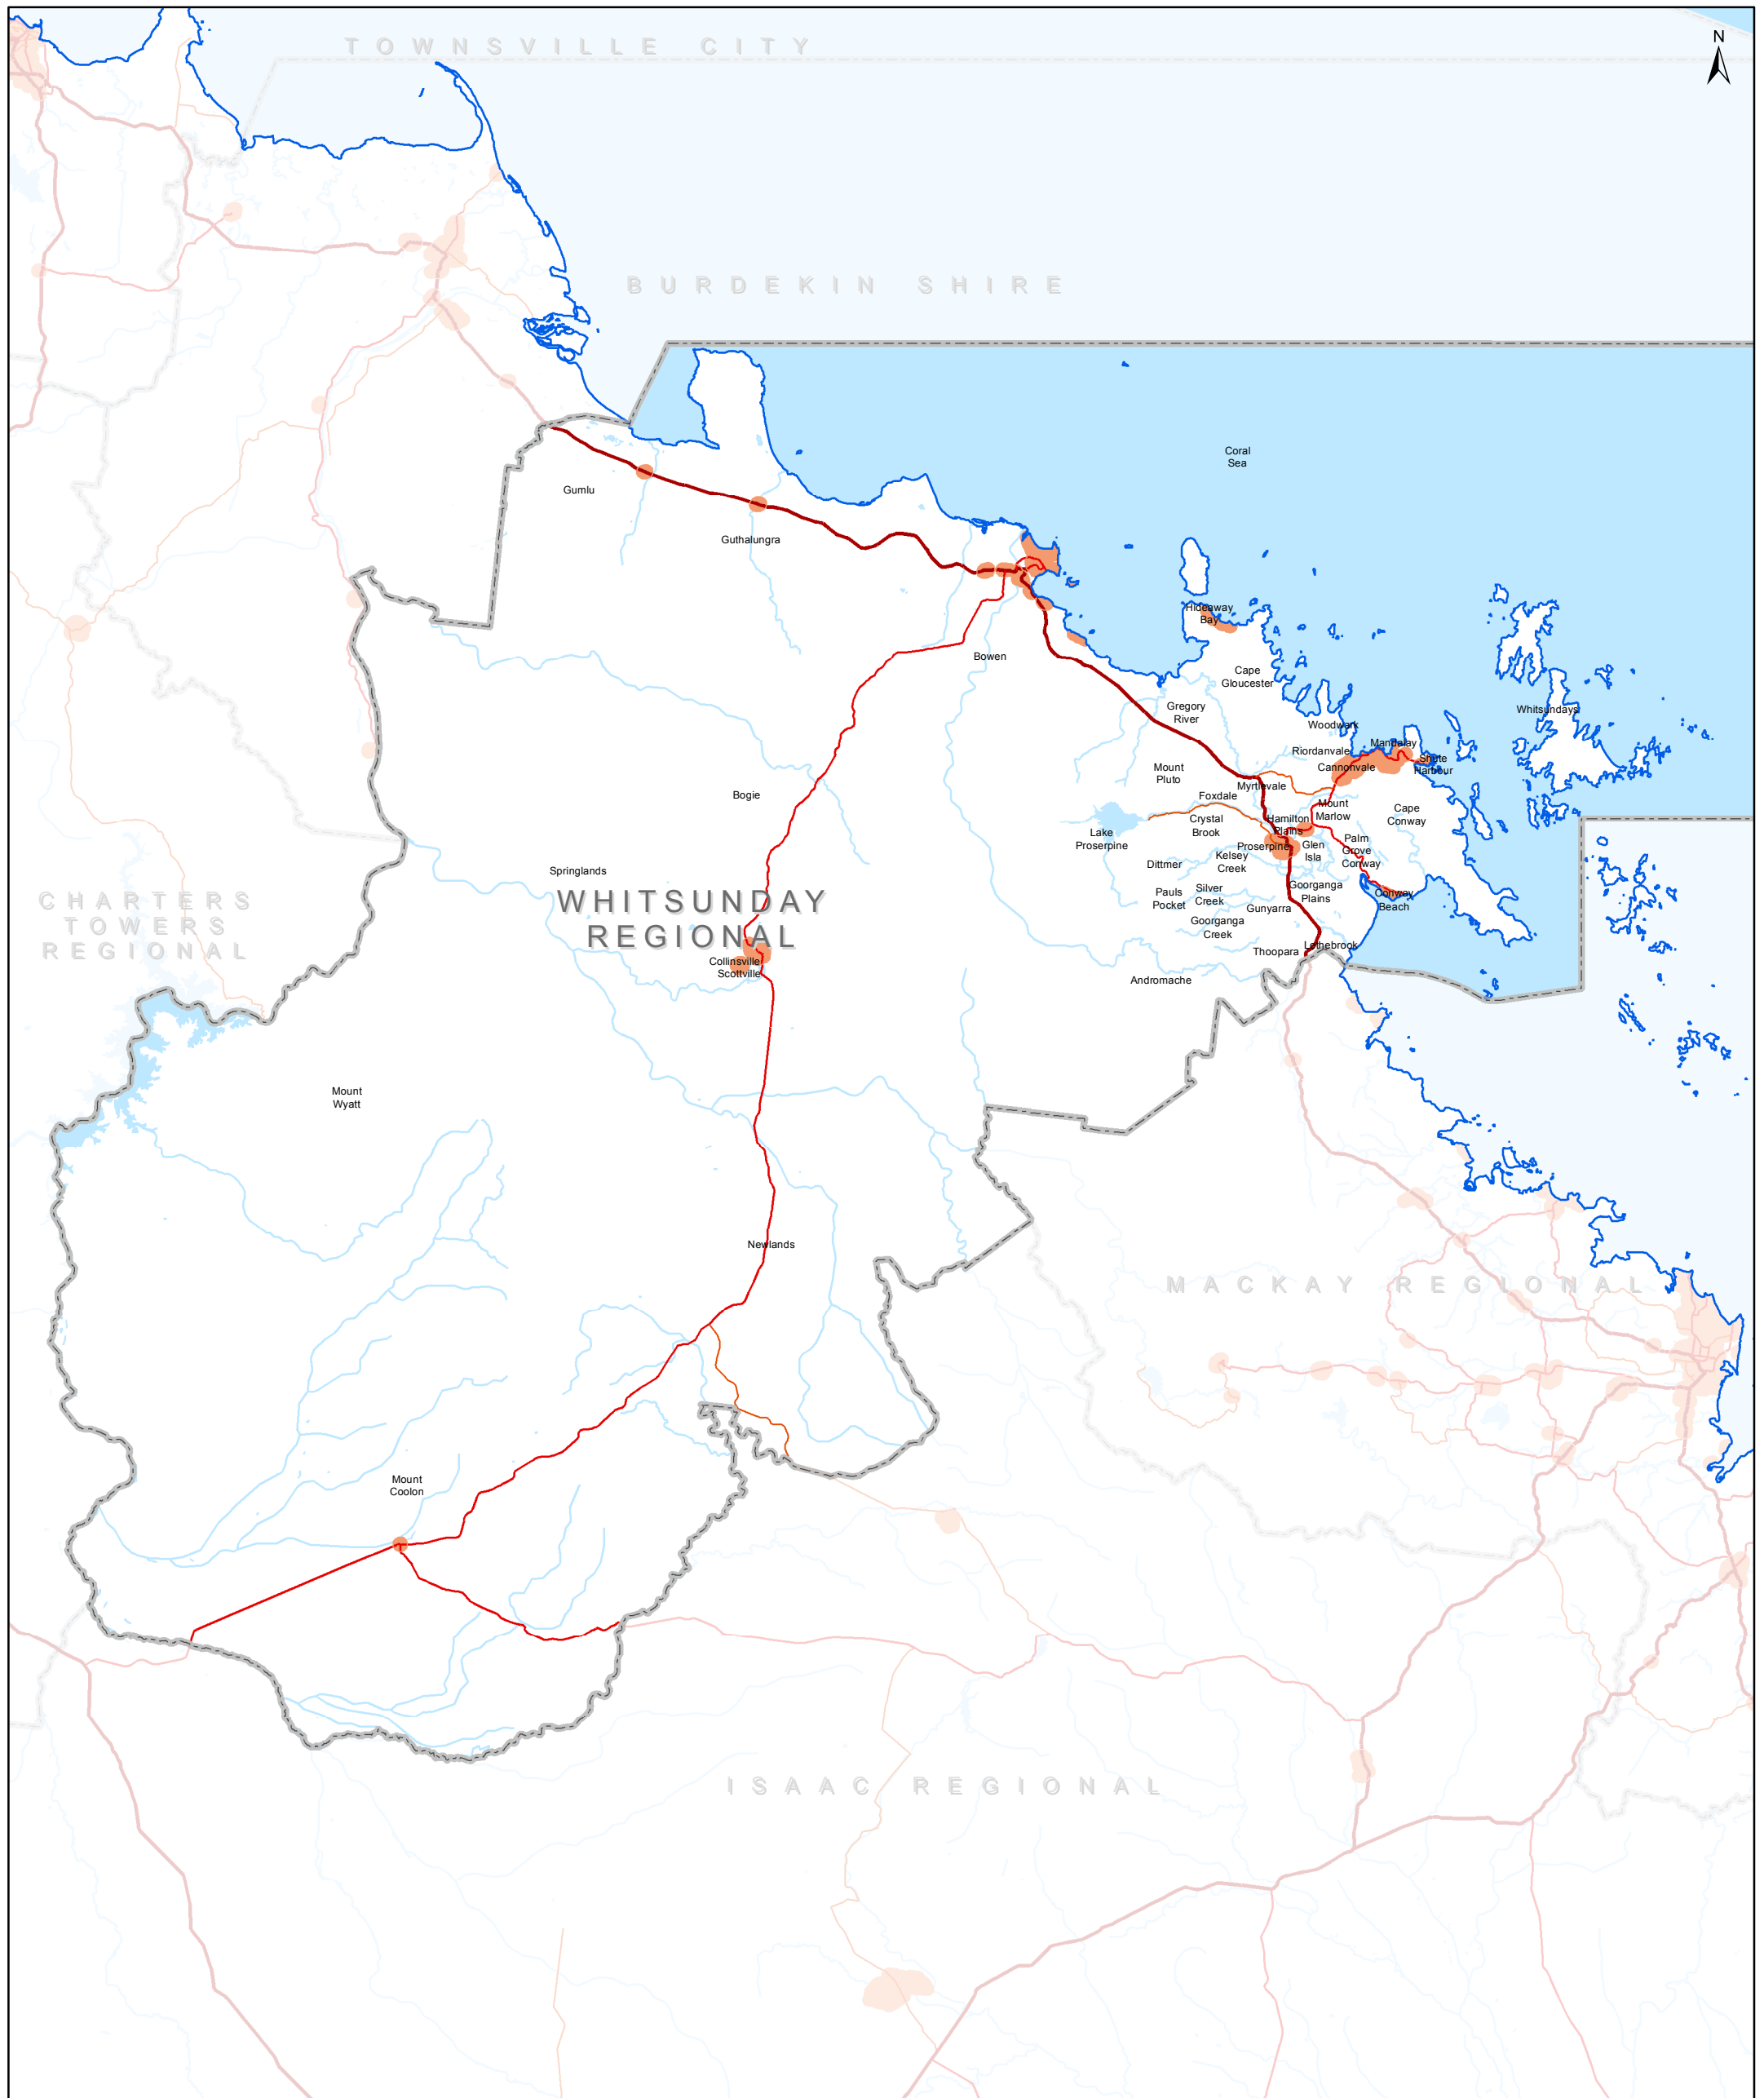 N
TOWNSVILLE CITY
BURDEKIN SHIRE
Coral
Sea
Gumlu
Guthalungra
Hideaway
Bay
Bowen
Cape
Gloucester
Gregory
River
Whitsundays
Woodwark
Mandalay
Riordanvale
Shute
Harbour
Cannonvale
Mount
Pluto
Myrtlevale
Bogie
Foxdale
Mount
Marlow
Cape
Conway
Crystal
Brook
Hamilton
Plains
Lake
Proserpine
Palm
Grove
Proserpine
Glen
Isla
Kelsey
Creek
Conway
Dittmer
Springlands
Goorganga
Plains
Silver
Creek
Pauls
Pocket
Conway
Beach
CHARTERS
TOWERS
REGIONAL
WHITSUNDAY
REGIONAL
Gunyarra
Goorganga
Creek
Lethebrook
Thoopara
Collinsville
Scottville
Andromache
Mount
Wyatt
Newlands
MACKAY REGIONAL
Mount
Coolon
ISAAC REGIONAL